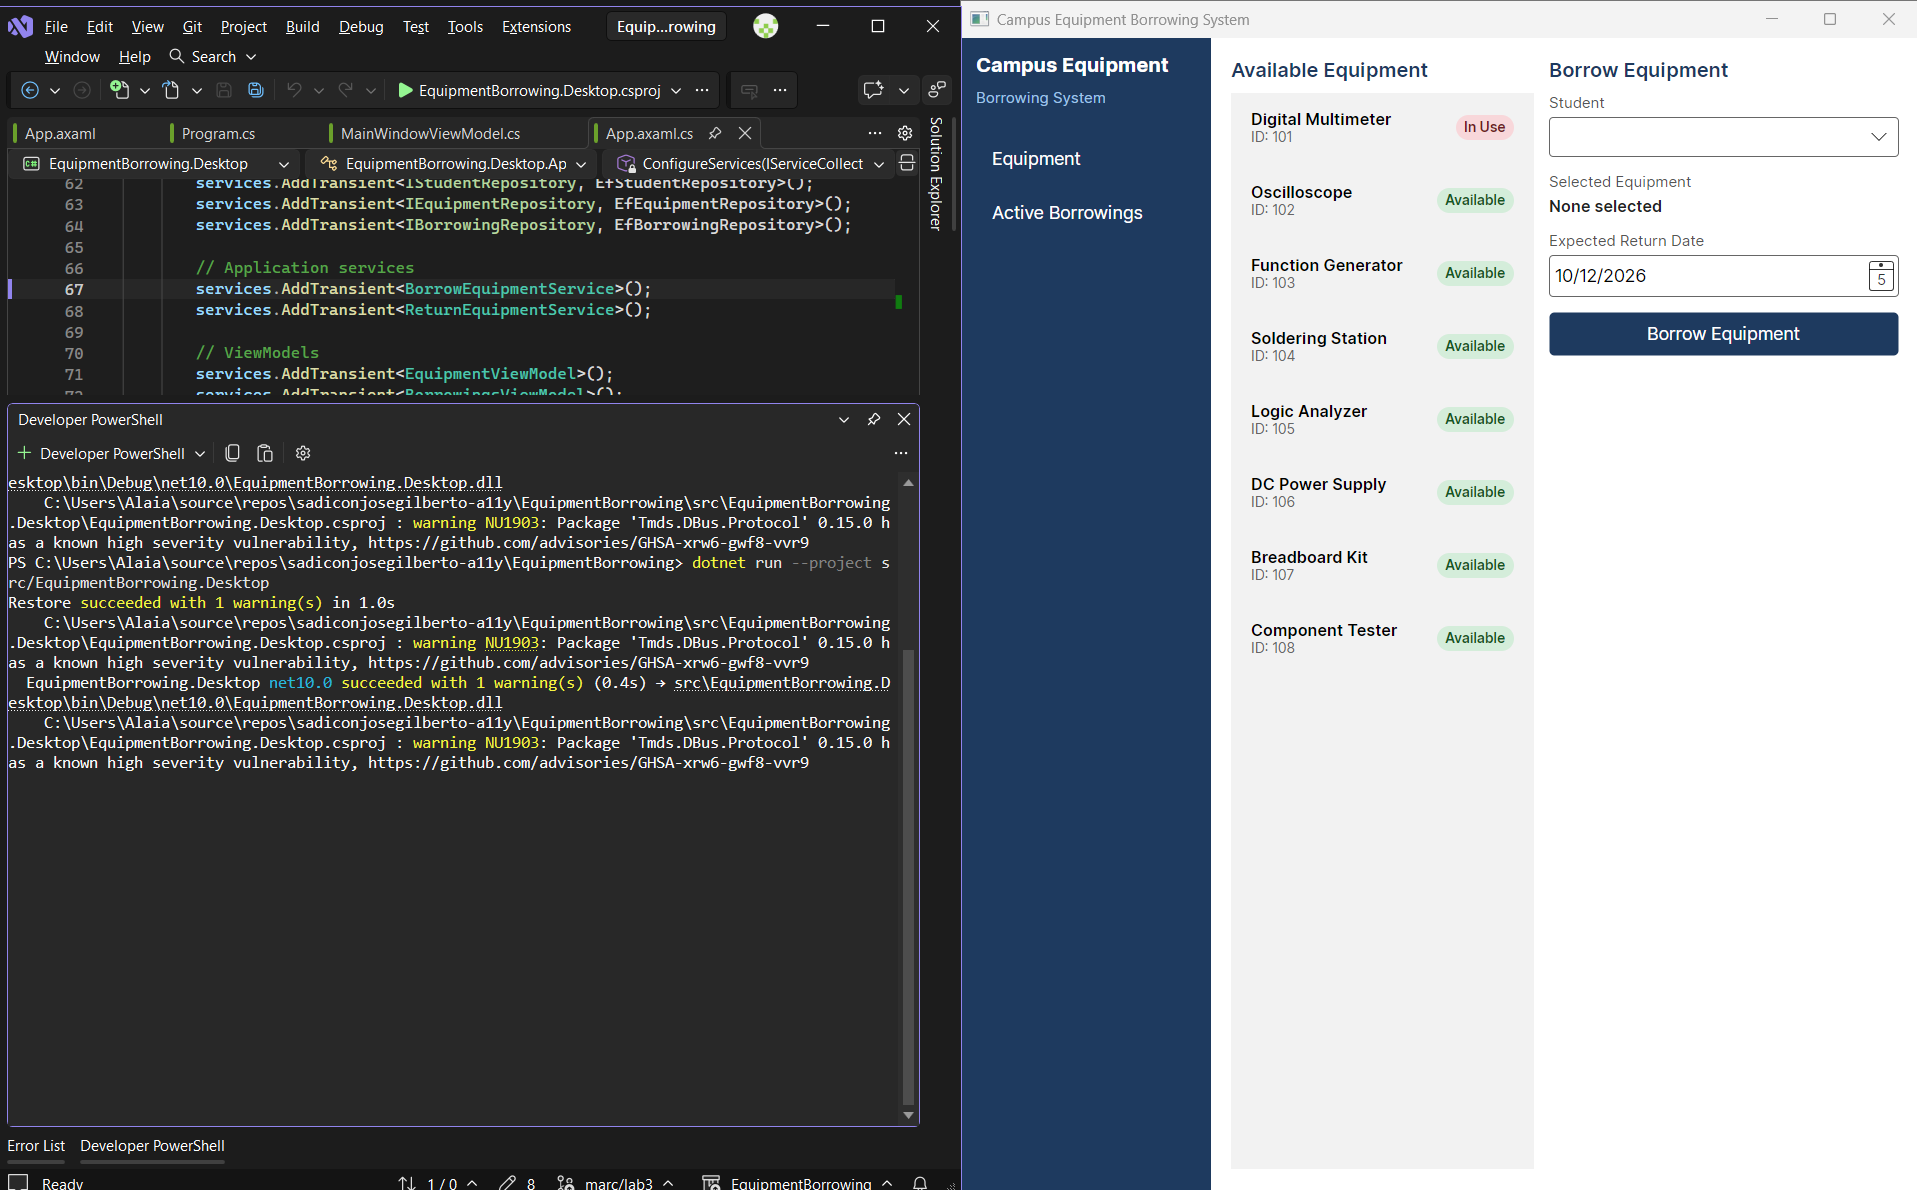 File Edit View Git Project Build Debug Test Tools Extensions Equip...rowing
Window Help Search
EquipmentBorrowing.Desktop.csproj
App.axaml Program.cs MainWindowViewModel.cs App.axaml.cs
EquipmentBorrowing.Desktop EquipmentBorrowing.Desktop.Ap ConfigureServices(IServiceCollect
Solution Explorer
62 services.AddTransient<IStudentRepository, EfStudentRepository>();
63 services.AddTransient<IEquipmentRepository, EfEquipmentRepository>();
64 services.AddTransient<IBorrowingRepository, EfBorrowingRepository>();
65
66 // Application services
67 services.AddTransient<BorrowEquipmentService>();
68 services.AddTransient<ReturnEquipmentService>();
69
70 // ViewModels
71 services.AddTransient<EquipmentViewModel>();
72 services.AddTransient<BorrowingsViewModel>();
Developer PowerShell
Developer PowerShell
esktop\bin\Debug\net10.0\EquipmentBorrowing.Desktop.dll
C:\Users\Alaia\source\repos\sadiconjosegilberto-a11y\EquipmentBorrowing\src\EquipmentBorrowing
.Desktop\EquipmentBorrowing.Desktop.csproj : warning NU1903: Package 'Tmds.DBus.Protocol' 0.15.0 h
as a known high severity vulnerability, https://github.com/advisories/GHSA-xrw6-gwf8-vvr9
PS C:\Users\Alaia\source\repos\sadiconjosegilberto-a11y\EquipmentBorrowing> dotnet run --project s
rc/EquipmentBorrowing.Desktop
Restore succeeded with 1 warning(s) in 1.0s
C:\Users\Alaia\source\repos\sadiconjosegilberto-a11y\EquipmentBorrowing\src\EquipmentBorrowing
.Desktop\EquipmentBorrowing.Desktop.csproj : warning NU1903: Package 'Tmds.DBus.Protocol' 0.15.0 h
as a known high severity vulnerability, https://github.com/advisories/GHSA-xrw6-gwf8-vvr9
EquipmentBorrowing.Desktop net10.0 succeeded with 1 warning(s) (0.4s) → src\EquipmentBorrowing.D
esktop\bin\Debug\net10.0\EquipmentBorrowing.Desktop.dll
C:\Users\Alaia\source\repos\sadiconjosegilberto-a11y\EquipmentBorrowing\src\EquipmentBorrowing
.Desktop\EquipmentBorrowing.Desktop.csproj : warning NU1903: Package 'Tmds.DBus.Protocol' 0.15.0 h
as a known high severity vulnerability, https://github.com/advisories/GHSA-xrw6-gwf8-vvr9
Error List Developer PowerShell
Ready 1 / 0 8 marc/lab3 EquipmentBorrowing
Campus Equipment Borrowing System
Campus Equipment
Borrowing System
Equipment
Active Borrowings
Available Equipment
Digital Multimeter In Use
ID: 101
Oscilloscope Available
ID: 102
Function Generator Available
ID: 103
Soldering Station Available
ID: 104
Logic Analyzer Available
ID: 105
DC Power Supply Available
ID: 106
Breadboard Kit Available
ID: 107
Component Tester Available
ID: 108
Borrow Equipment
Student
Selected Equipment
None selected
Expected Return Date
10/12/2026 5
Borrow Equipment